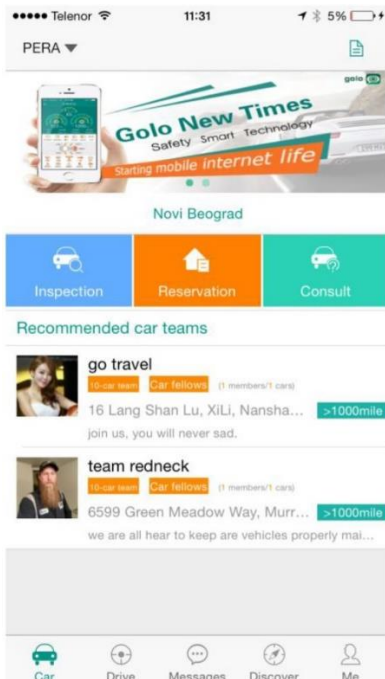 Telenor 11:31 5%
PERA
golo
Golo New Times
Safety Smart Technology
Starting mobile internet life
Novi Beograd
Inspection Reservation Consult
Recommended car teams
go travel
10-car team Car fellows (1 members/1 cars)
16 Lang Shan Lu, XiLi, Nansha... >1000mile
join us, you will never sad.
team redneck
10-car team Car fellows (1 members/1 cars)
6599 Green Meadow Way, Murr... >1000mile
we are all hear to keep are vehicles properly mai...
Car Drive Messages Discover Me